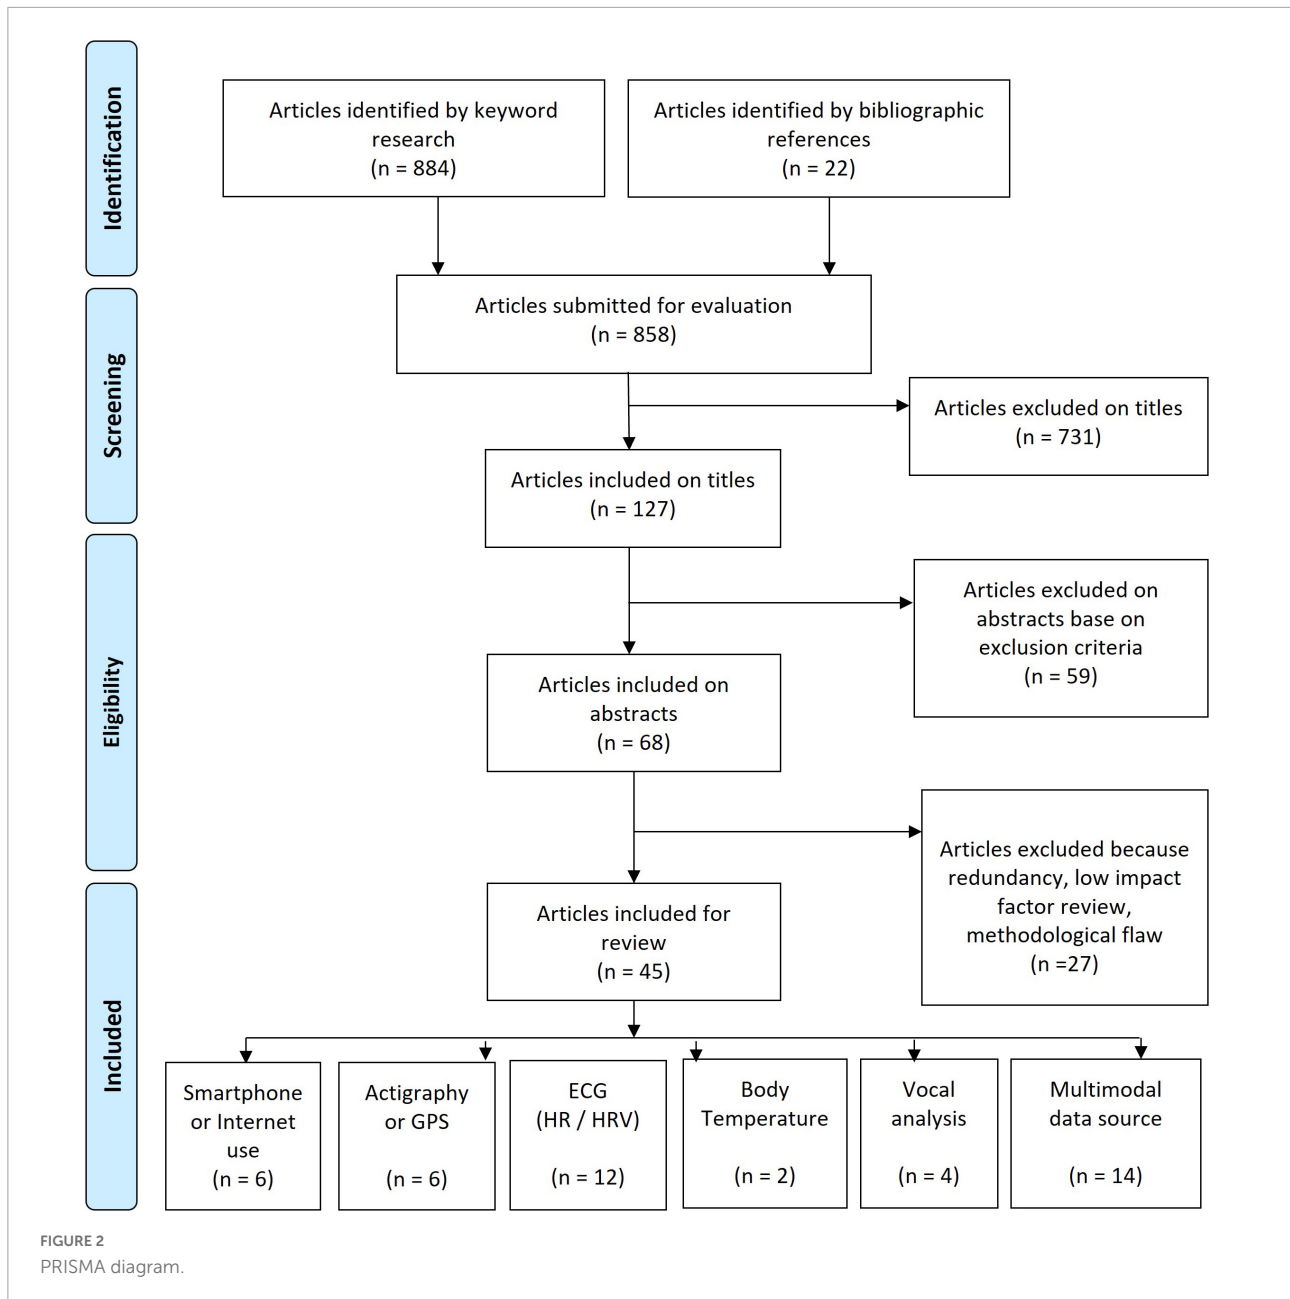 Identification
Articles identified by keyword
research
(n = 884)
Articles identified by bibliographic
references
(n = 22)
Screening
Articles submitted for evaluation
(n = 858)
Articles excluded on titles
(n = 731)
Articles included on titles
(n = 127)
Eligibility
Articles excluded on
abstracts base on
exclusion criteria
(n = 59)
Articles included on
abstracts
(n = 68)
Articles excluded because
redundancy, low impact
factor review,
methodological flaw
(n =27)
Included
Articles included for
review
(n = 45)
Smartphone
or Internet
use
(n = 6)
Actigraphy
or GPS
(n = 6)
ECG
(HR / HRV)
(n = 12)
Body
Temperature
(n = 2)
Vocal
analysis
(n = 4)
Multimodal
data source
(n = 14)
FIGURE 2
PRISMA diagram.